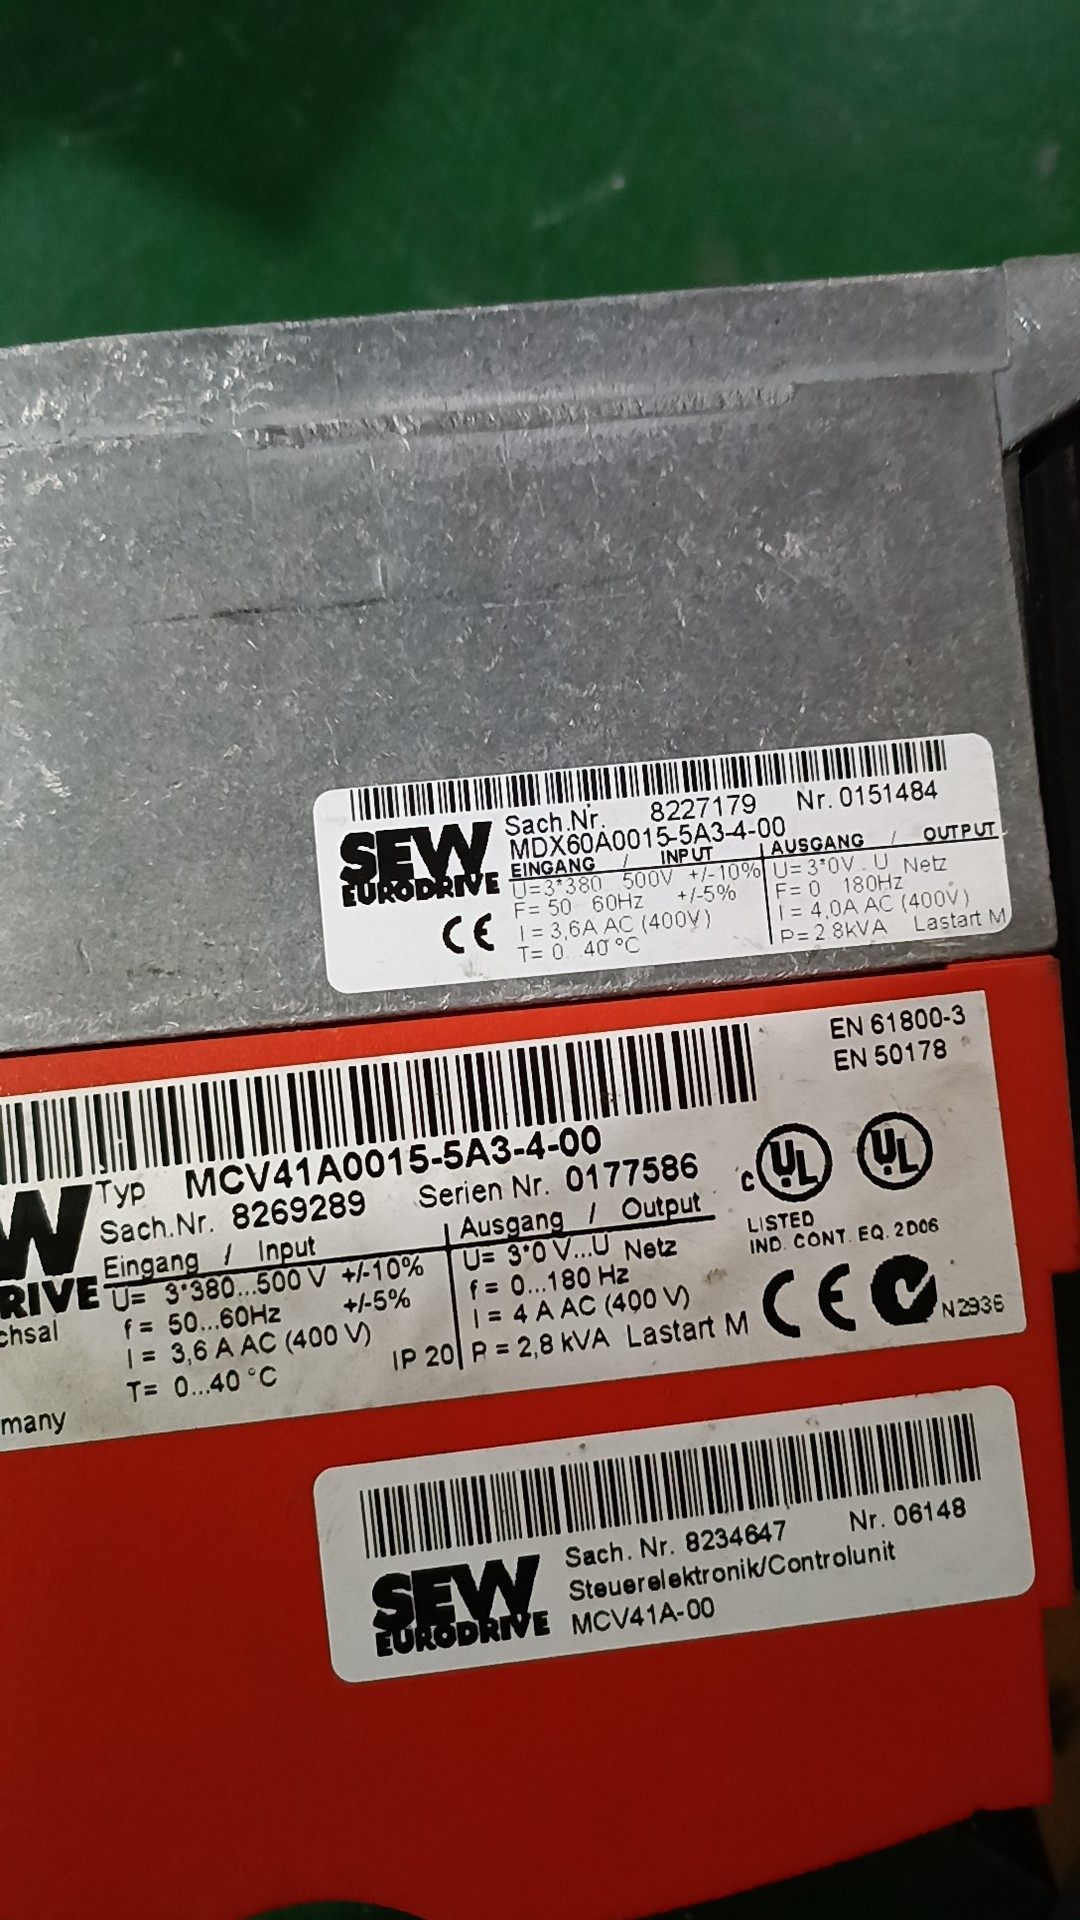 Sach.Nr. 8227179 Nr. 0151484
SEW
EURODRIVE
MDX60A0015-5A3-4-00
EINGANG / INPUT AUSGANG / OUTPUT
U=3*380 500V +/-10% U=3*0V U Netz
F= 50 60Hz +/-5% F= 0 180Hz
I = 3,6A AC (400V) I = 4,0A AC (400V)
T= 0 40 °C P= 2.8kVA Lastart M
CE
EN 61800-3
EN 50178
Typ MCV41A0015-5A3-4-00
Sach.Nr. 8269289 Serien Nr. 0177586
W
RIVE
chsal
many
Eingang / Input Ausgang / Output
U= 3*380...500 V +/-10% U= 3*0 V...U Netz
f = 50...60Hz +/-5% f = 0...180 Hz
I = 3,6 A AC (400 V) I = 4 A AC (400 V)
T= 0...40 °C IP 20 P = 2,8 kVA Lastart M
c UL UL
LISTED
IND. CONT. EQ. 2D06
CE N2936
Sach. Nr. 8234647 Nr. 06148
SEW
EURODRIVE
Steuerelektronik/Controlunit
MCV41A-00